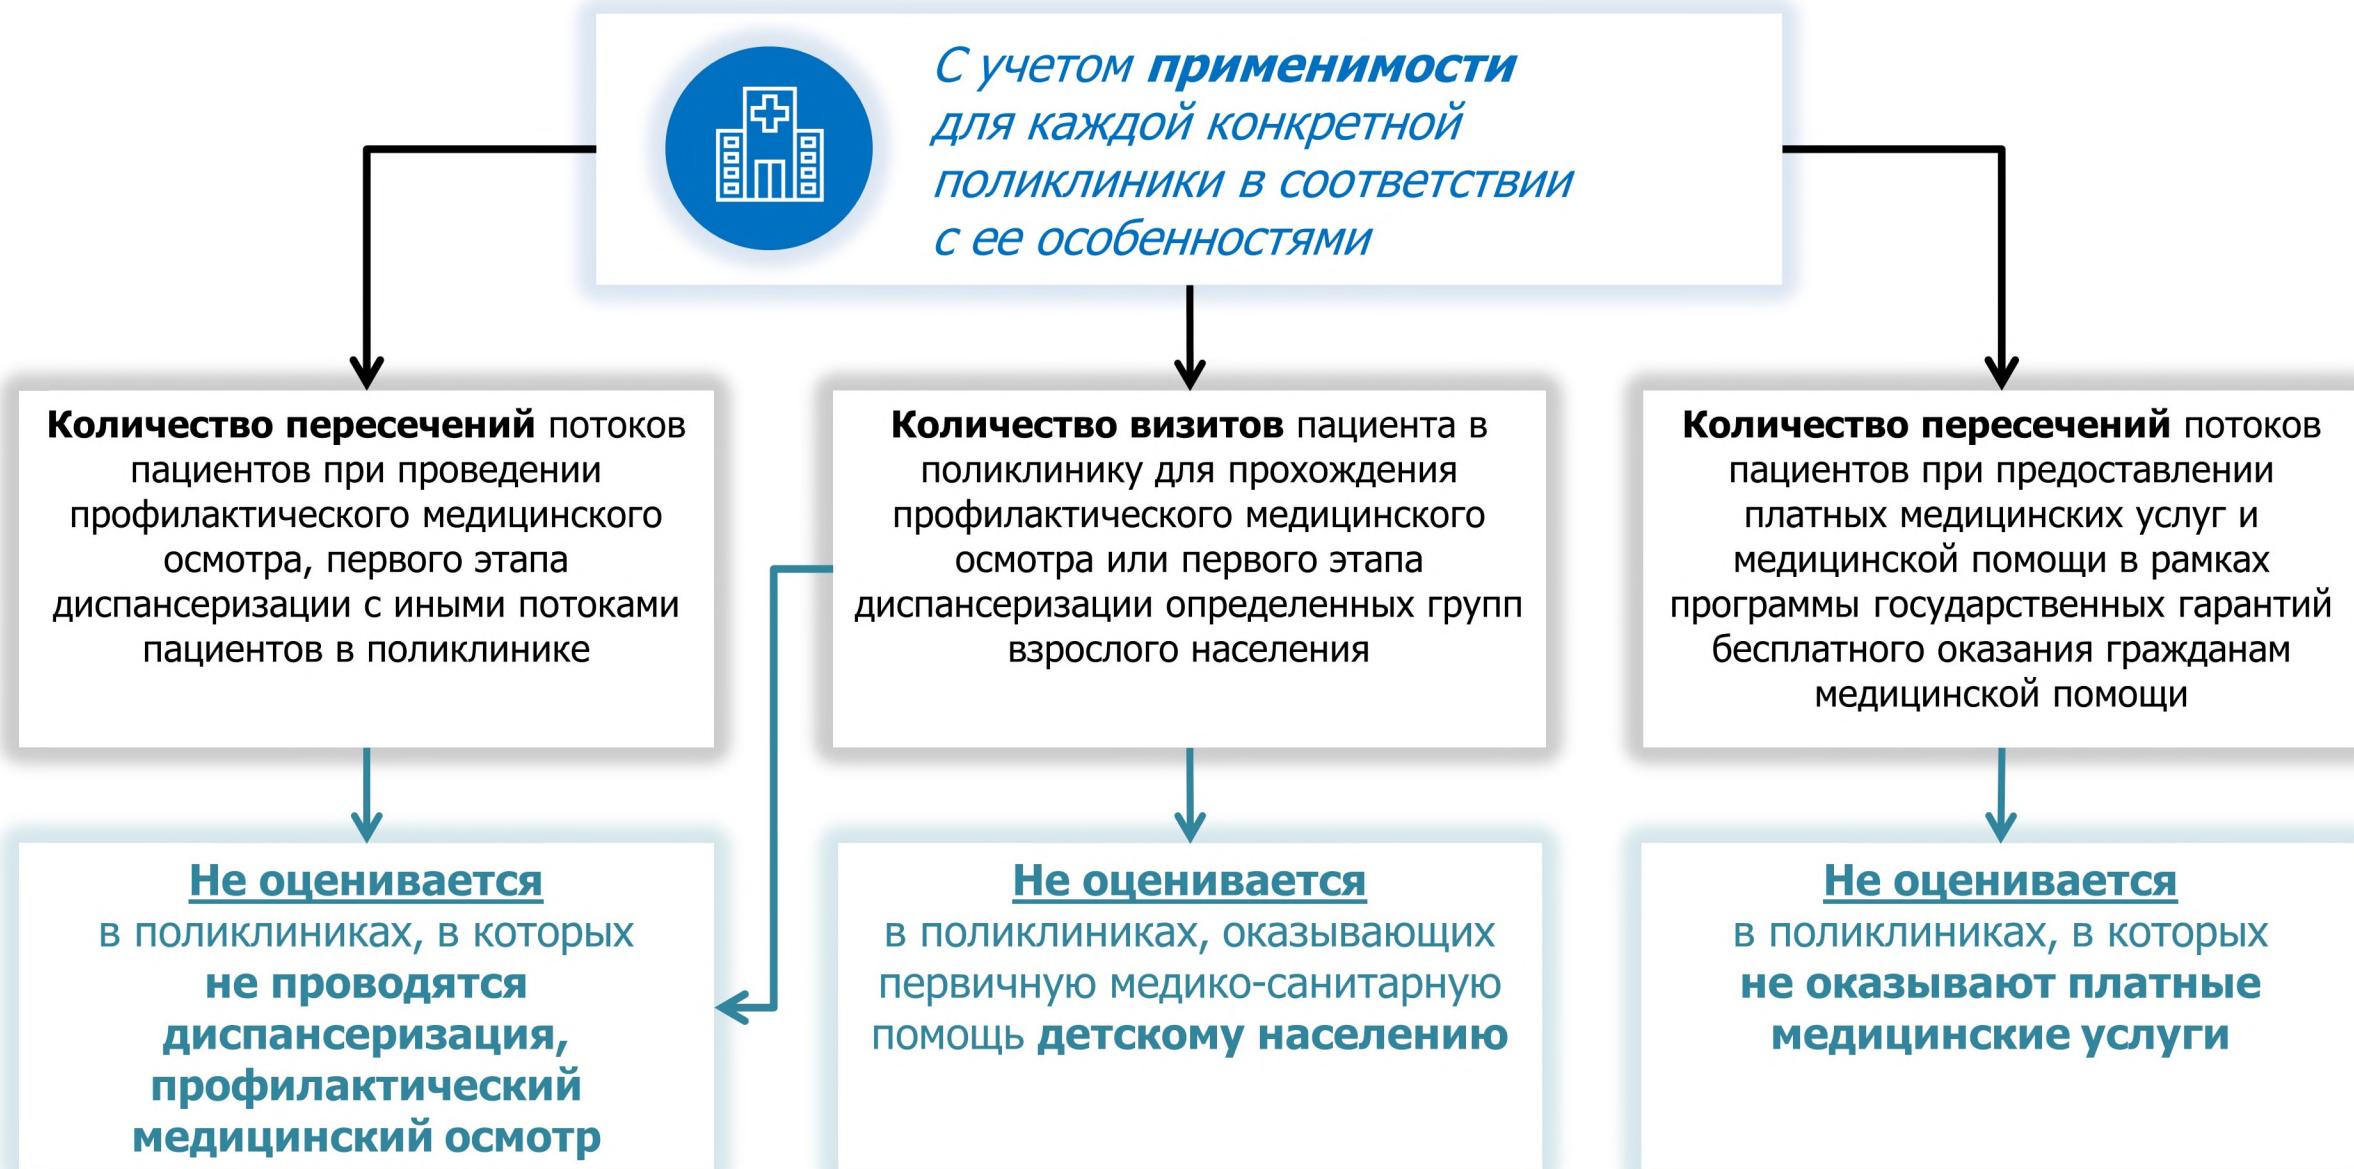 С учетом применимости
для каждой конкретной
поликлиники в соответствии
с ее особенностями
Количество пересечений потоков
пациентов при проведении
профилактического медицинского
осмотра, первого этапа
диспансеризации с иными потоками
пациентов в поликлинике
Количество визитов пациента в
поликлинику для прохождения
профилактического медицинского
осмотра или первого этапа
диспансеризации определенных групп
взрослого населения
Количество пересечений потоков
пациентов при предоставлении
платных медицинских услуг и
медицинской помощи в рамках
программы государственных гарантий
бесплатного оказания гражданам
медицинской помощи
Не оценивается
в поликлиниках, в которых
не проводятся
диспансеризация,
профилактический
медицинский осмотр
Не оценивается
в поликлиниках, оказывающих
первичную медико-санитарную
помощь детскому населению
Не оценивается
в поликлиниках, в которых
не оказывают платные
медицинские услуги